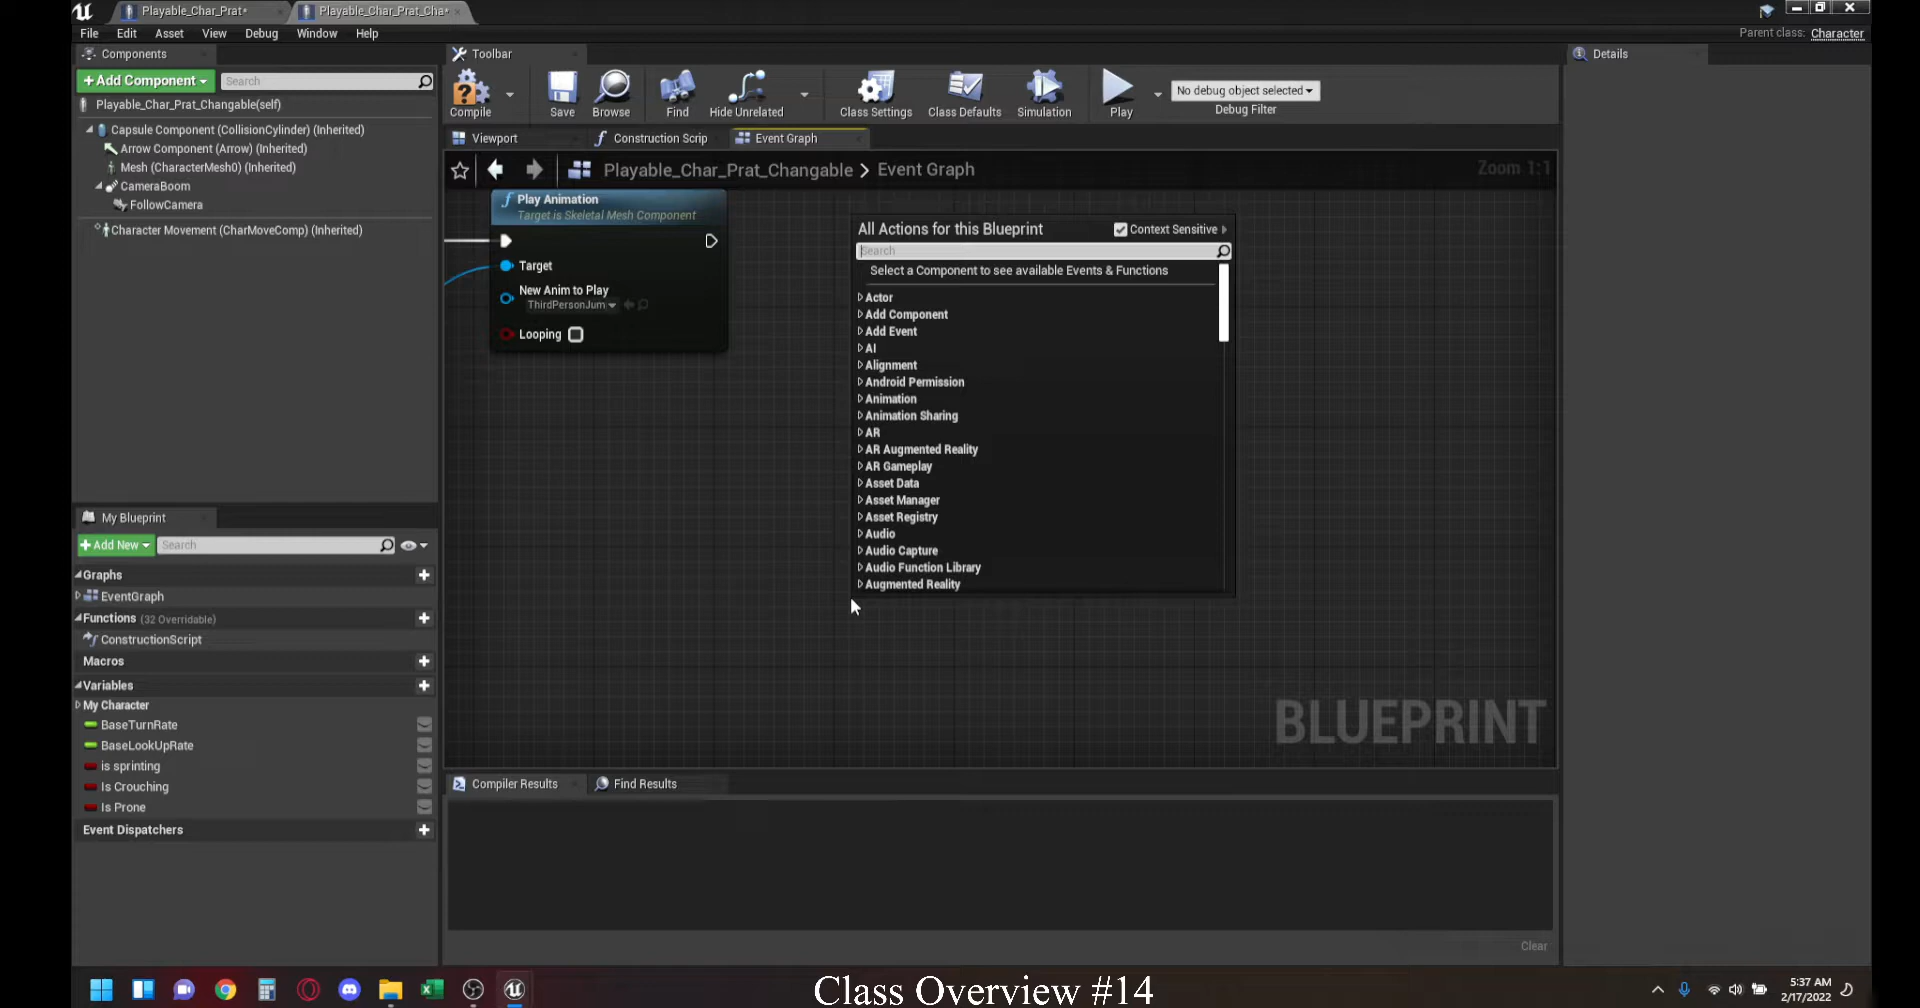 Playable_Char_Prat*
Playable_Char_Prat_Cha*
File Edit Asset View Debug Window Help
Parent class: Character
Components
Toolbar
Details
+Add Component
Search
Playable_Char_Prat_Changable(self)
Capsule Component (CollisionCylinder) (Inherited)
Arrow Component (Arrow) (Inherited)
Mesh (CharacterMesh0) (Inherited)
CameraBoom
FollowCamera
Character Movement (CharMoveComp) (Inherited)
Compile
Save
Browse
Find
Hide Unrelated
Class Settings
Class Defaults
Simulation
Play
No debug object selected
Debug Filter
Viewport
Construction Scrip
Event Graph
Playable_Char_Prat_Changable > Event Graph
Zoom 1:1
Play Animation
Target is Skeletal Mesh Component
Target
New Anim to Play
ThirdPersonJum
Looping
All Actions for this Blueprint
Context Sensitive
Search
Select a Component to see available Events & Functions
Actor
Add Component
Add Event
AI
Alignment
Android Permission
Animation
Animation Sharing
AR
AR Augmented Reality
AR Gameplay
Asset Data
Asset Manager
Asset Registry
Audio
Audio Capture
Audio Function Library
Augmented Reality
BLUEPRINT
My Blueprint
+Add New
Search
Graphs
EventGraph
Functions (32 Overridable)
ConstructionScript
Macros
Variables
My Character
BaseTurnRate
BaseLookUpRate
is sprinting
Is Crouching
Is Prone
Event Dispatchers
Compiler Results
Find Results
Clear
Class Overview #14
5:37 AM
2/17/2022